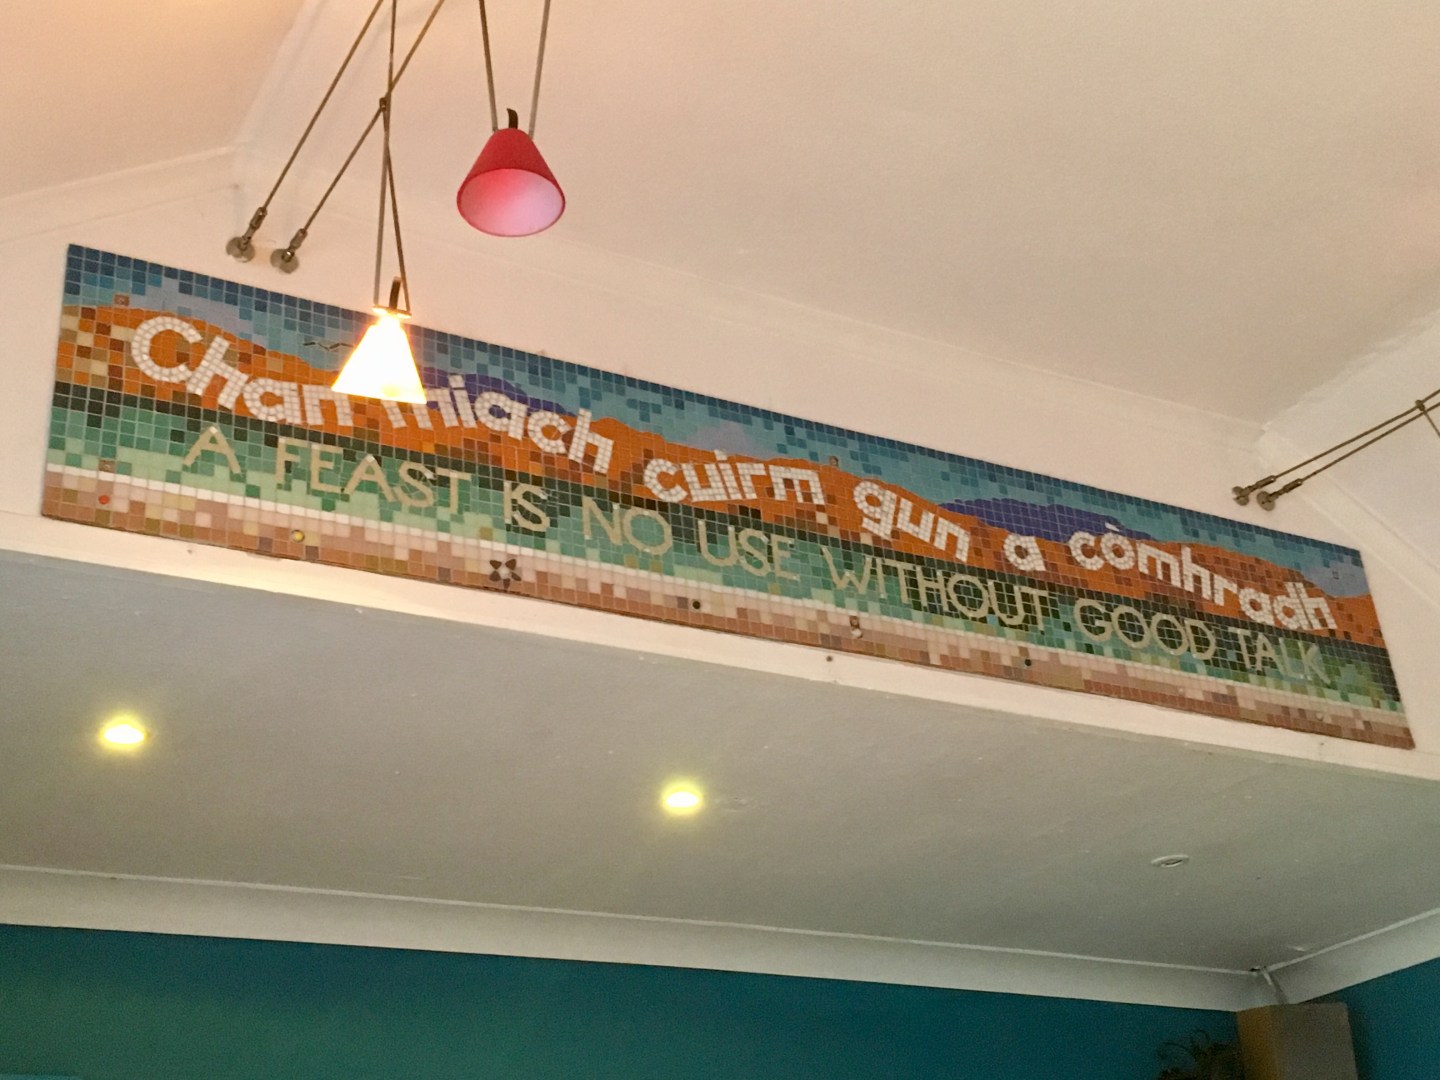 Chan fhiach cuirm gun a còmhradh
A FEAST IS NO USE WITHOUT GOOD TALK